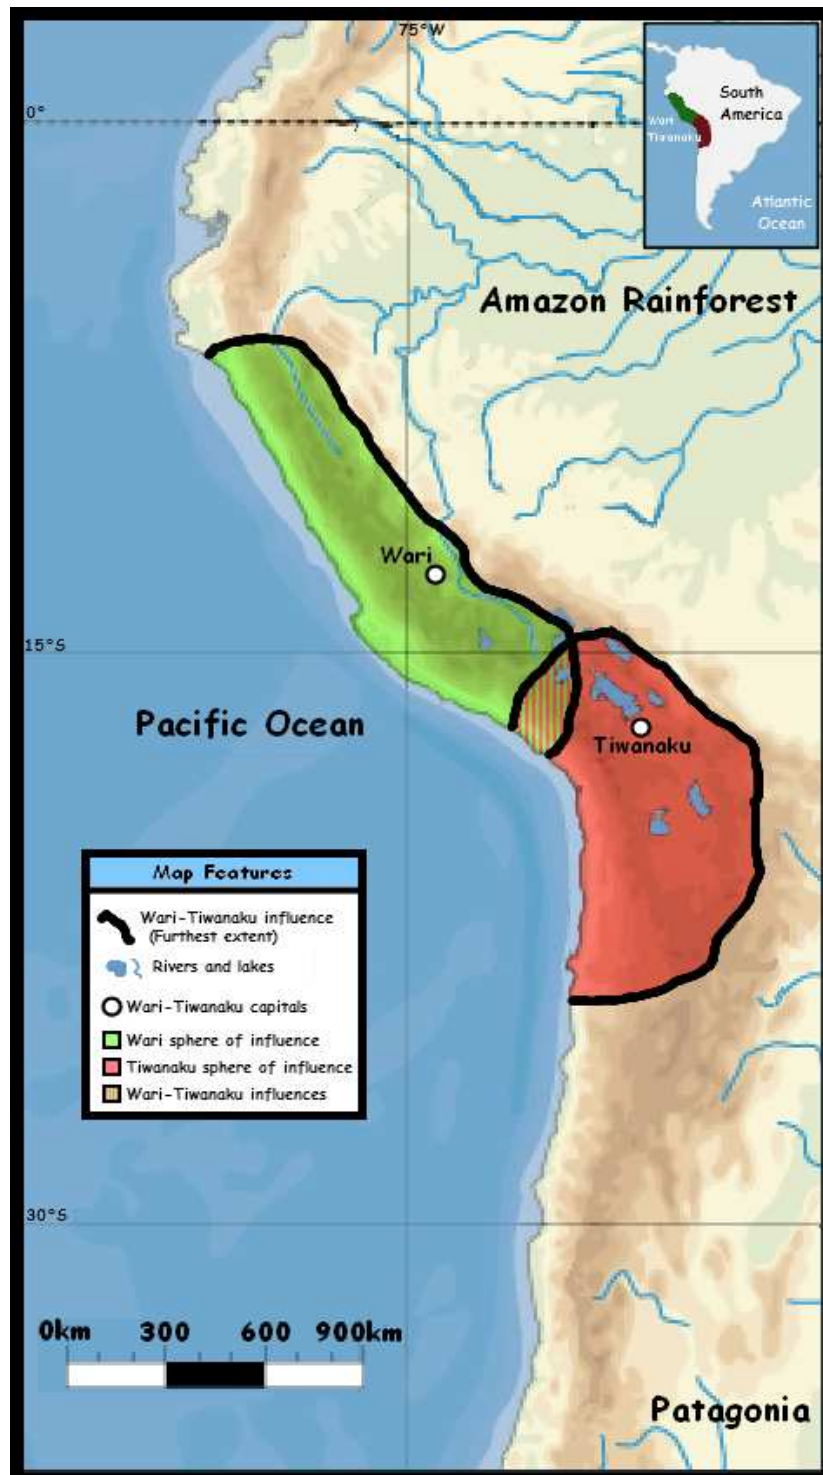 75°W
0°
South
America
Wari
Tiwanaku
Atlantic
Ocean
Amazon Rainforest
Wari
15°S
Pacific Ocean
Tiwanaku
Map Features
Wari-Tiwanaku influence
(Furthest extent)
Rivers and lakes
Wari-Tiwanaku capitals
Wari sphere of influence
Tiwanaku sphere of influence
Wari-Tiwanaku influences
30°S
0km 300 600 900km
Patagonia